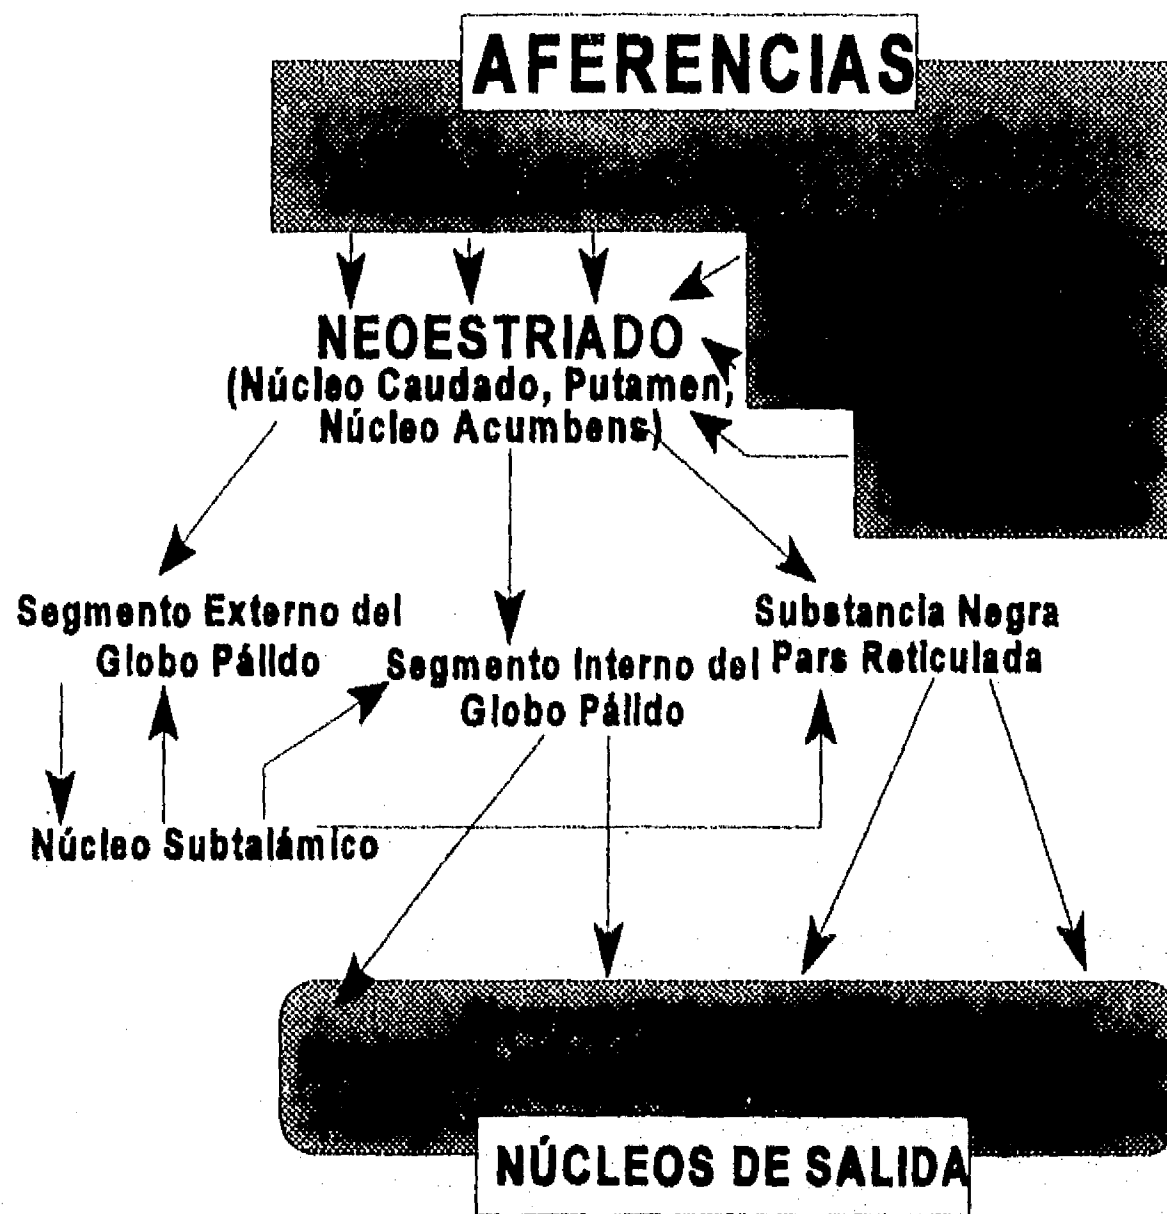 AFERENCIAS
NEOESTRIADO
(Núcleo Caudado, Putamen,
Núcleo Acumbens)
Segmento Externo del
Globo Pálido
Segmento Interno del
Globo Pálido
Substancia Negra
Pars Reticulada
Núcleo Subtalámico
NÚCLEOS DE SALIDA